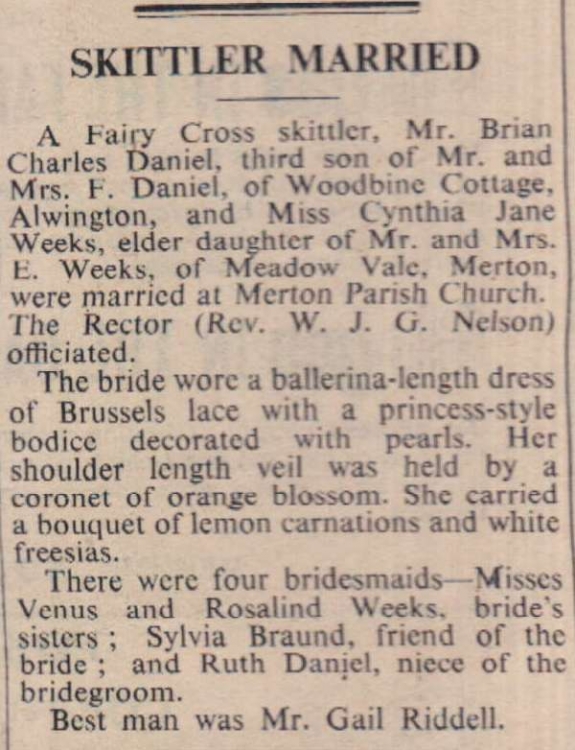 SKITTLER MARRIED
A Fairy Cross skittler, Mr. Brian
Charles Daniel, third son of Mr. and
Mrs. F. Daniel, of Woodbine Cottage,
Alwington, and Miss Cynthia Jane
Weeks, elder daughter of Mr. and Mrs.
E. Weeks, of Meadow Vale, Merton,
were married at Merton Parish Church.
The Rector (Rev. W. J. G. Nelson)
officiated.
The bride wore a ballerina-length dress
of Brussels lace with a princess-style
bodice decorated with pearls. Her
shoulder length veil was held by a
coronet of orange blossom. She carried
a bouquet of lemon carnations and white
freesias.
There were four bridesmaids—Misses
Venus and Rosalind Weeks, bride's
sisters; Sylvia Braund, friend of the
bride; and Ruth Daniel, niece of the
bridegroom.
Best man was Mr. Gail Riddell.